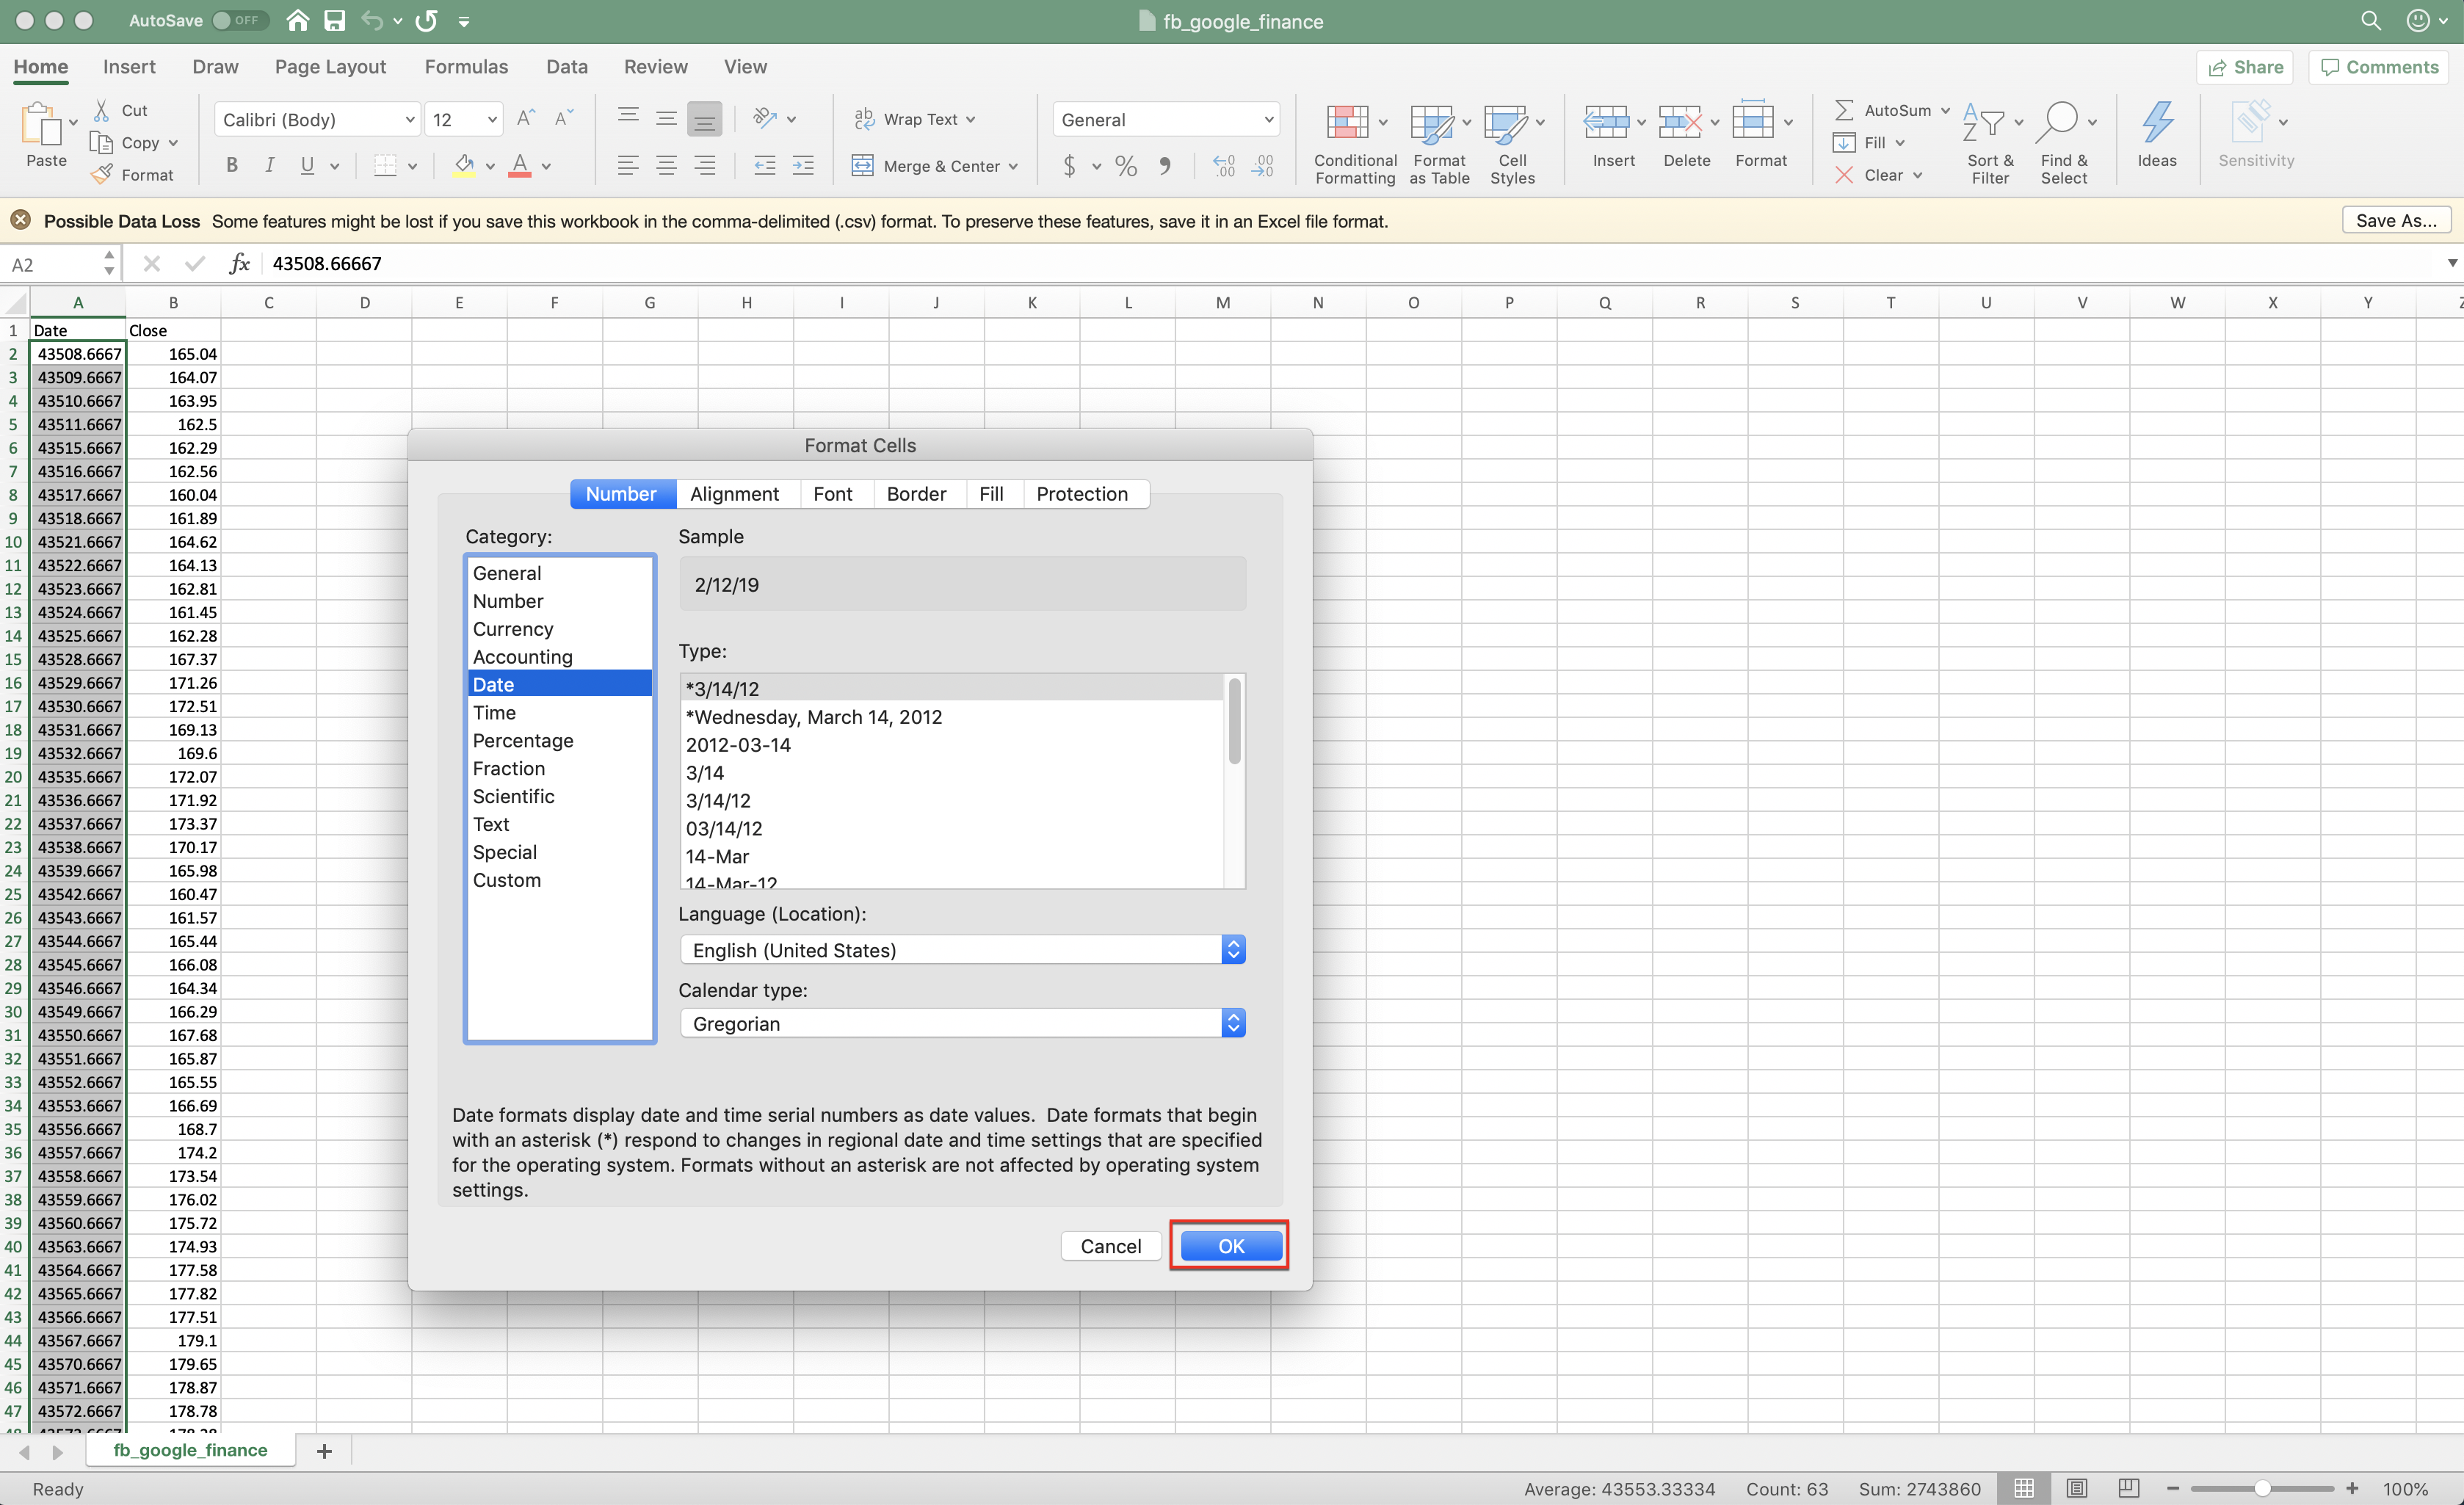 AutoSave OFF
fb_google_finance
Home Insert Draw Page Layout Formulas Data Review View
Share Comments
Paste
Cut
Copy
Format
Calibri (Body) 12
B I U
Wrap Text
Merge & Center
General
$ %
Conditional Formatting
Format as Table
Cell Styles
Insert Delete Format
AutoSum
Fill
Clear
Sort & Filter
Find & Select
Ideas
Sensitivity
Possible Data Loss Some features might be lost if you save this workbook in the comma-delimited (.csv) format. To preserve these features, save it in an Excel file format.
Save As...
A2 fx 43508.66667
A B C D E F G H I J K L M N O P Q R S T U V W X Y
1 Date Close
2 43508.6667 165.04
3 43509.6667 164.07
4 43510.6667 163.95
5 43511.6667 162.5
6 43515.6667 162.29
7 43516.6667 162.56
8 43517.6667 160.04
9 43518.6667 161.89
10 43521.6667 164.62
11 43522.6667 164.13
12 43523.6667 162.81
13 43524.6667 161.45
14 43525.6667 162.28
15 43528.6667 167.37
16 43529.6667 171.26
17 43530.6667 172.51
18 43531.6667 169.13
19 43532.6667 169.6
20 43535.6667 172.07
21 43536.6667 171.92
22 43537.6667 173.37
23 43538.6667 170.17
24 43539.6667 165.98
25 43542.6667 160.47
26 43543.6667 161.57
27 43544.6667 165.44
28 43545.6667 166.08
29 43546.6667 164.34
30 43549.6667 166.29
31 43550.6667 167.68
32 43551.6667 165.87
33 43552.6667 165.55
34 43553.6667 166.69
35 43556.6667 168.7
36 43557.6667 174.2
37 43558.6667 173.54
38 43559.6667 176.02
39 43560.6667 175.72
40 43563.6667 174.93
41 43564.6667 177.58
42 43565.6667 177.82
43 43566.6667 177.51
44 43567.6667 179.1
45 43570.6667 179.65
46 43571.6667 178.87
47 43572.6667 178.78
Format Cells
Number Alignment Font Border Fill Protection
Category:
General
Number
Currency
Accounting
Date
Time
Percentage
Fraction
Scientific
Text
Special
Custom
Sample
2/12/19
Type:
*3/14/12
*Wednesday, March 14, 2012
2012-03-14
3/14
3/14/12
03/14/12
14-Mar
14-Mar-12
Language (Location):
English (United States)
Calendar type:
Gregorian
Date formats display date and time serial numbers as date values. Date formats that begin
with an asterisk (*) respond to changes in regional date and time settings that are specified
for the operating system. Formats without an asterisk are not affected by operating system
settings.
Cancel OK
fb_google_finance +
Ready
Average: 43553.33334 Count: 63 Sum: 2743860 100%